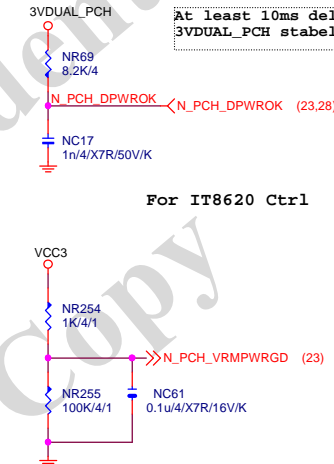 3VDUAL_PCH
At least 10ms del
3VDUAL_PCH stabel
NR69
8.2K/4
N_PCH_DPWROK
N_PCH_DPWROK (23,28)
NC17
1n/4/X7R/50V/K
For IT8620 Ctrl
VCC3
NR254
1K/4/1
N_PCH_VRMPWRGD (23)
NR255
100K/4/1
NC61
0.1u/4/X7R/16V/K
Copy